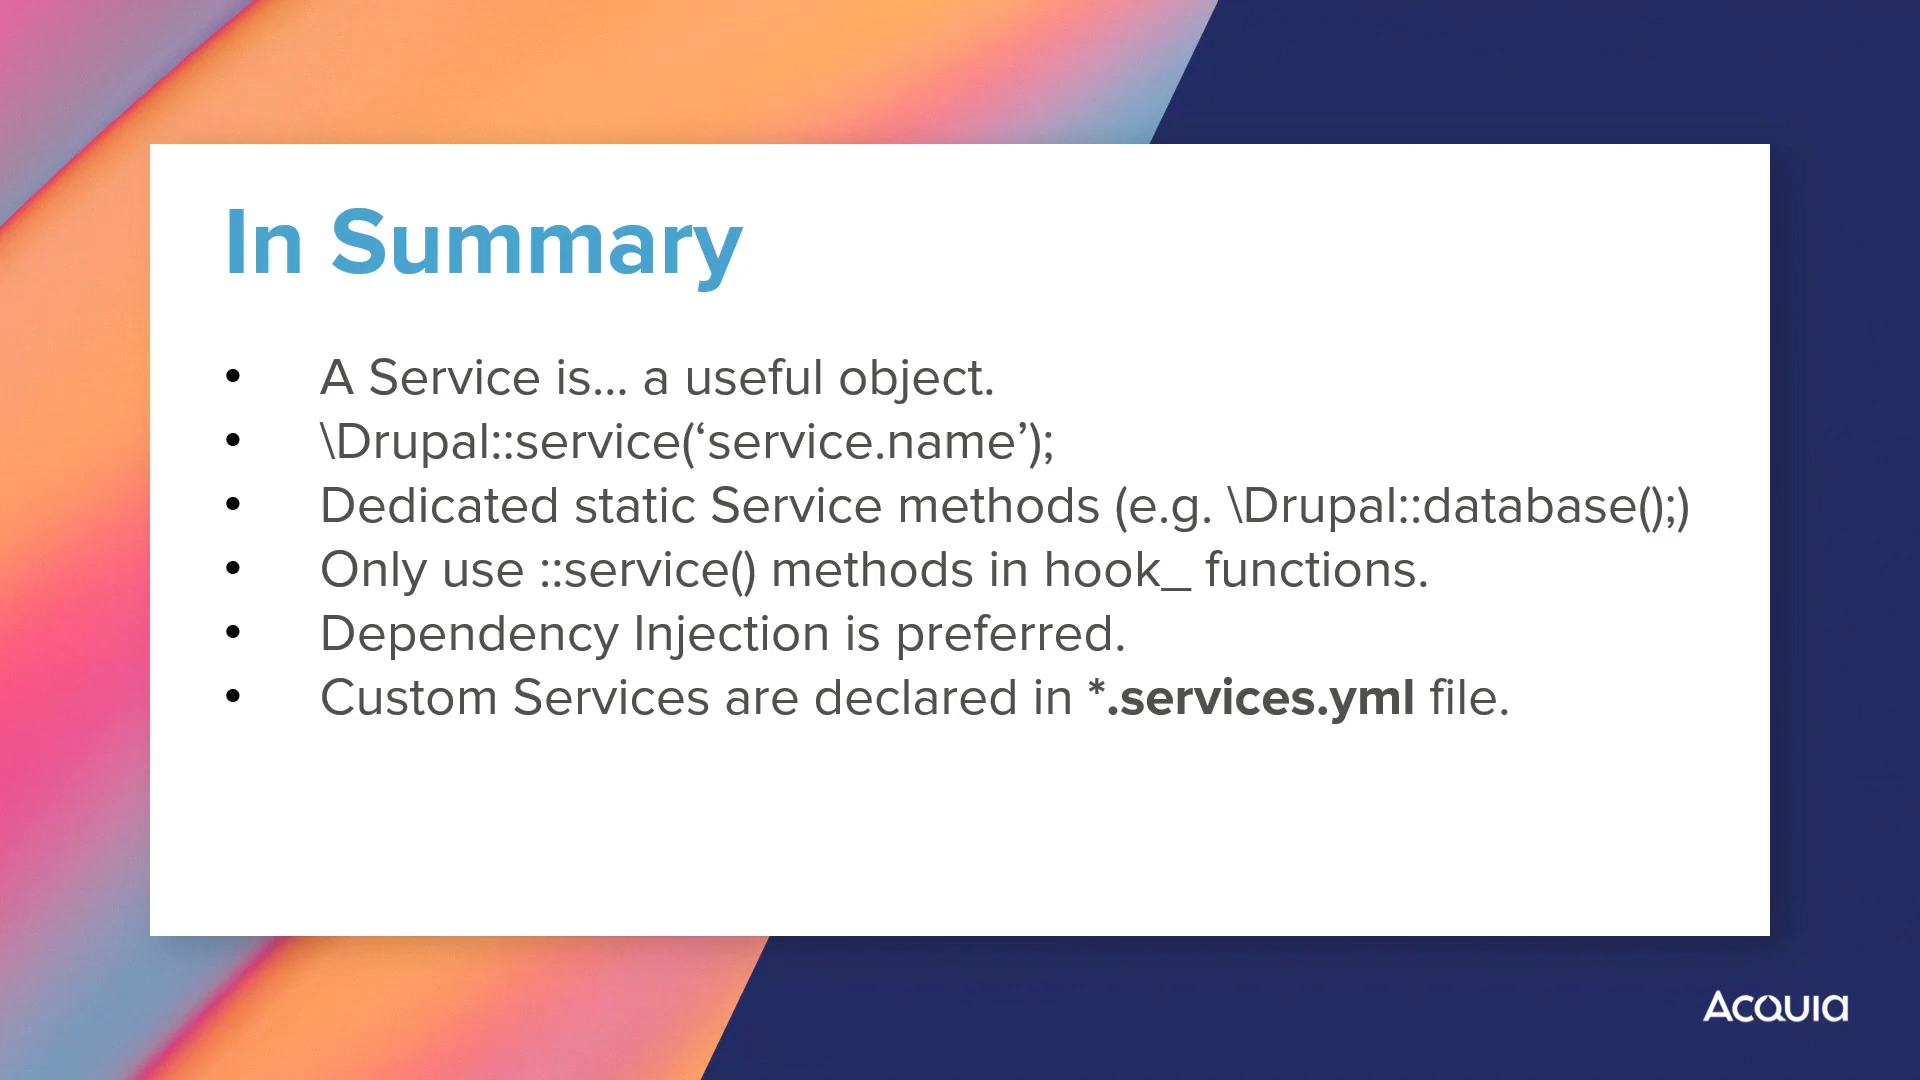 In Summary
• A Service is... a useful object.
• \Drupal::service(‘service.name’);
• Dedicated static Service methods (e.g. \Drupal::database();)
• Only use ::service() methods in hook_ functions.
• Dependency Injection is preferred.
• Custom Services are declared in *.services.yml file.
ACQUIA